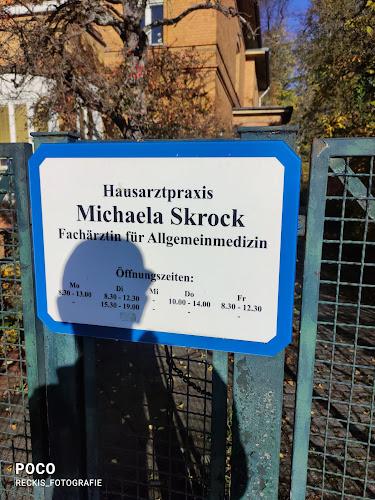 Hausarztpraxis
Michaela Skrock
Fachärztin für Allgemeinmedizin
Öffnungszeiten:
Mo Di Mi Do Fr
8.30 - 13.00 8.30 - 12.30 - 10.00 - 14.00 8.30 - 12.30
- 15.30 - 19.00 - -
POCO
RECKIS_FOTOGRAFIE